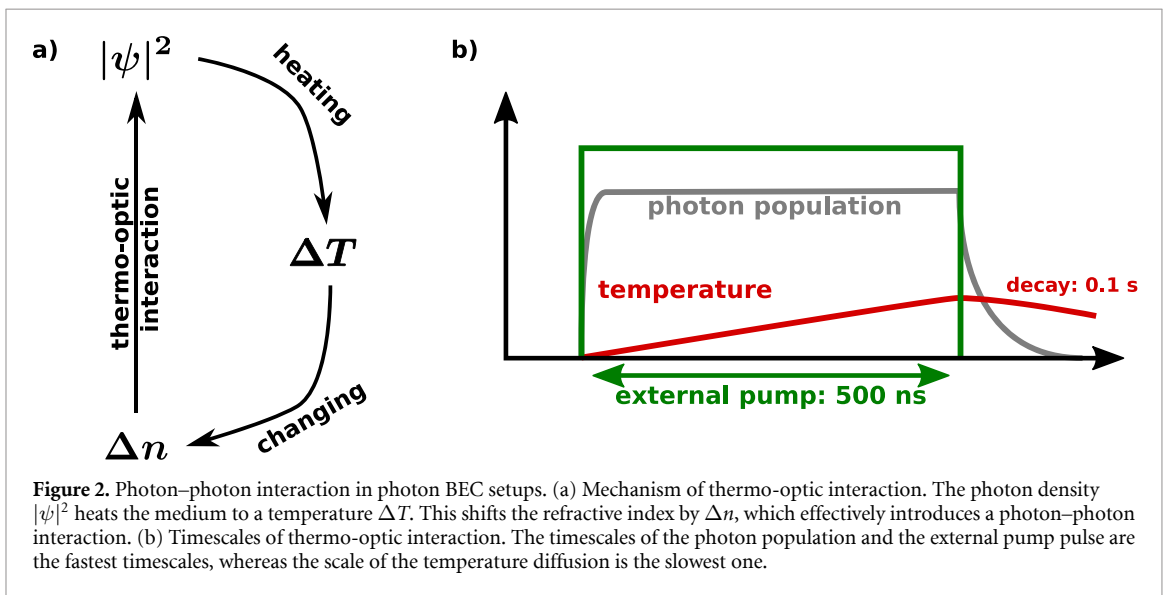 a)
|ψ|²
heating
ΔT
changing
Δn
thermo-optic
interaction
b)
photon population
temperature
decay: 0.1 s
external pump: 500 ns
Figure 2. Photon–photon interaction in photon BEC setups. (a) Mechanism of thermo-optic interaction. The photon density
|ψ|² heats the medium to a temperature ΔT. This shifts the refractive index by Δn, which effectively introduces a photon–photon
interaction. (b) Timescales of thermo-optic interaction. The timescales of the photon population and the external pump pulse are
the fastest timescales, whereas the scale of the temperature diffusion is the slowest one.